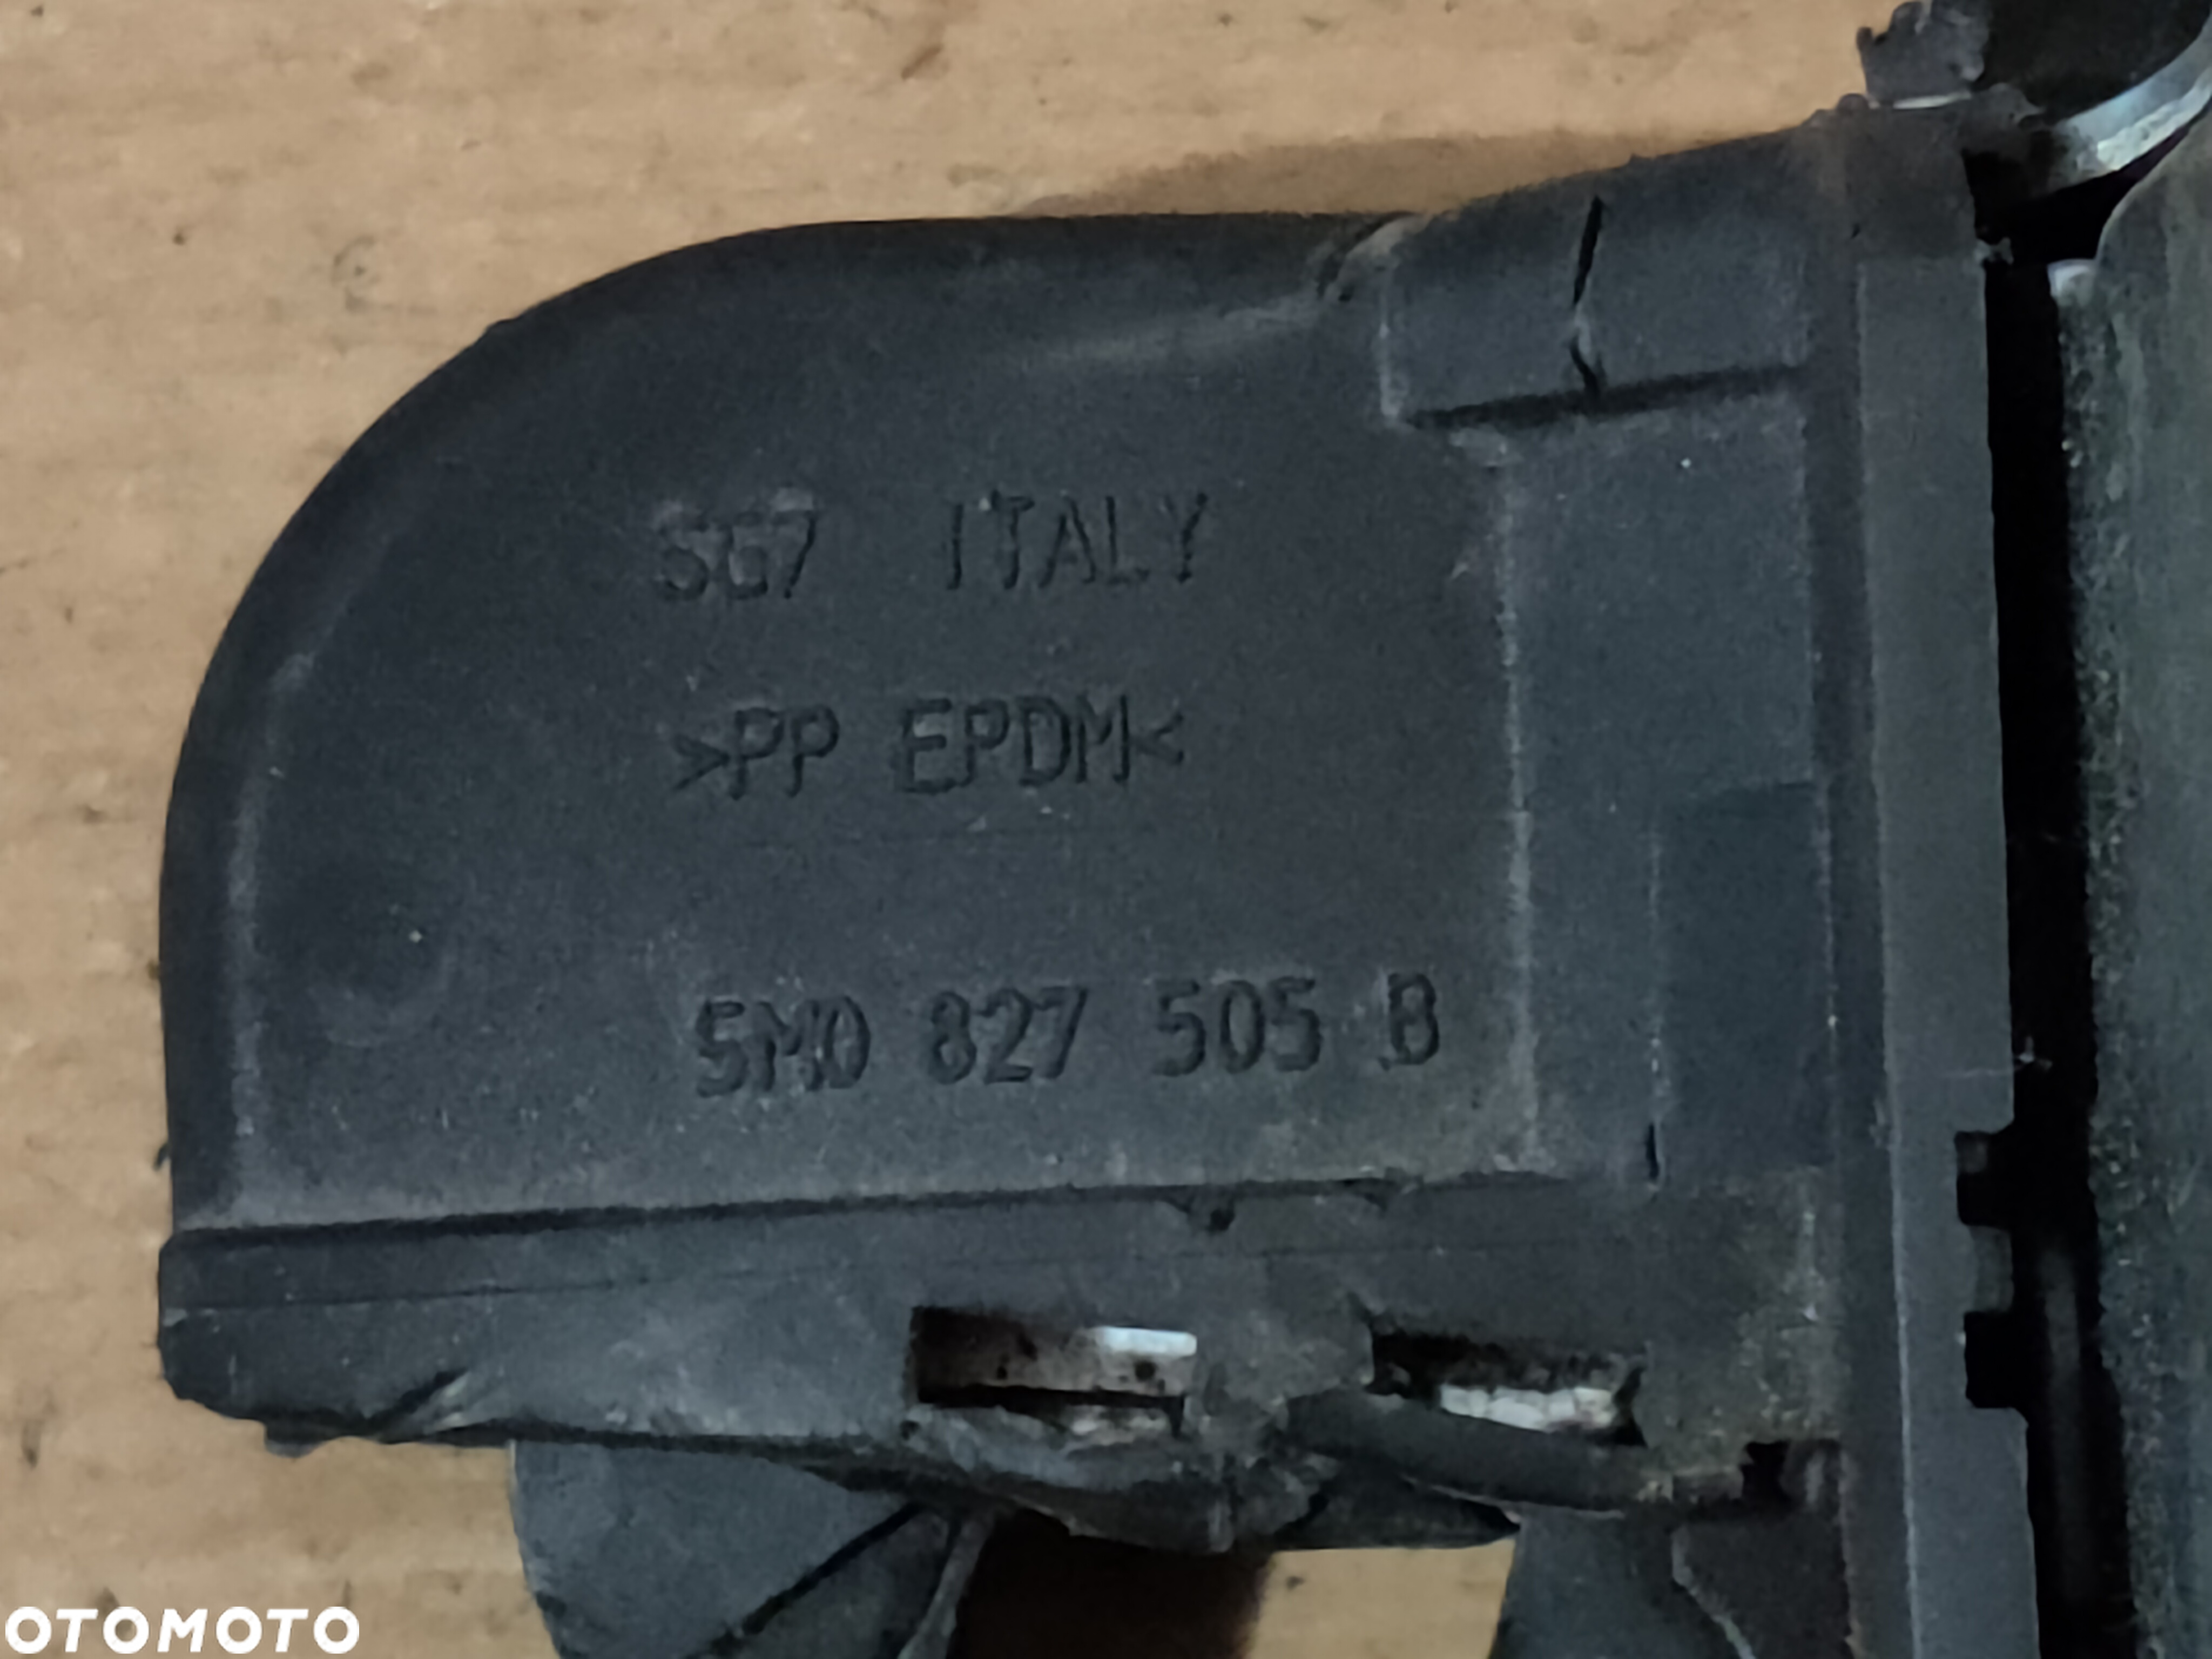 SG7 ITALY
>PP EPDM<
5M0 827 505 B
OTOMOTO